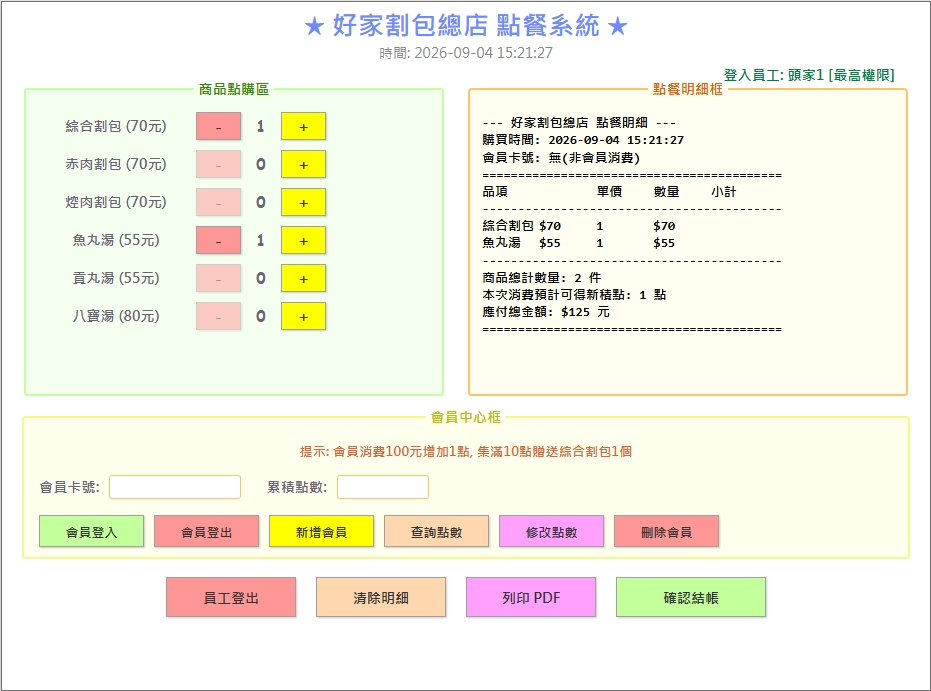 ★ 好家割包總店 點餐系統 ★
時間: 2026-09-04 15:21:27
登入員工: 頭家1 [最高權限]
商品點購區
綜合割包 (70元) - 1 +
赤肉割包 (70元) - 0 +
焢肉割包 (70元) - 0 +
魚丸湯 (55元) - 1 +
貢丸湯 (55元) - 0 +
八寶湯 (80元) - 0 +
點餐明細框
--- 好家割包總店 點餐明細 ---
購買時間: 2026-09-04 15:21:27
會員卡號: 無(非會員消費)
==========================================
品項 單價 數量 小計
------------------------------------------
綜合割包 $70 1 $70
魚丸湯 $55 1 $55
------------------------------------------
商品總計數量: 2 件
本次消費預計可得新積點: 1 點
應付總金額: $125 元
==========================================
會員中心框
提示: 會員消費100元增加1點, 集滿10點贈送綜合割包1個
會員卡號: 累積點數:
會員登入 會員登出 新增會員 查詢點數 修改點數 刪除會員
員工登出 清除明細 列印 PDF 確認結帳